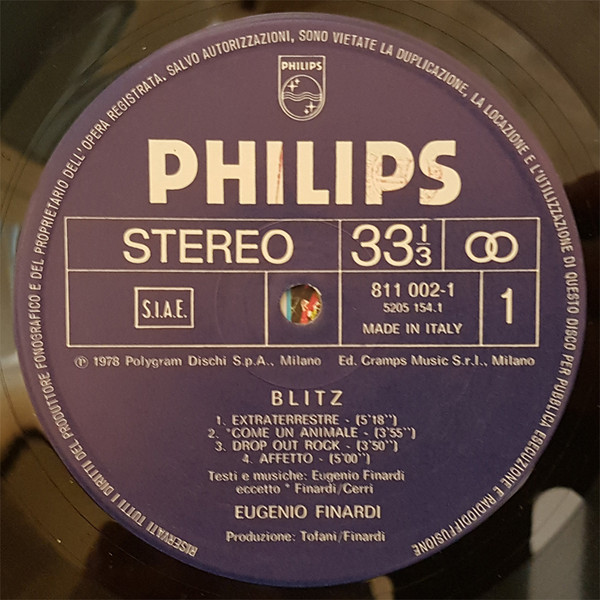 RISERVATI TUTTI I DIRITTI DEL PRODUTTORE FONOGRAFICO E DEL PROPRIETARIO DELL'OPERA REGISTRATA, SALVO AUTORIZZAZIONI, SONO VIETATE LA DUPLICAZIONE, LA LOCAZIONE E L'UTILIZZAZIONE DI QUESTO DISCO PER PUBBLICA ESECUZIONE E RADIODIFFUSIONE
PHILIPS
PHILIPS
STEREO 33 1/3
S.I.A.E. 811 002-1
5205 154.1
MADE IN ITALY
1
℗ 1978 Polygram Dischi S.p.A., Milano Ed. Cramps Music S.r.l., Milano
BLITZ
1. EXTRATERRESTRE - (5'18")
2. *COME UN ANIMALE - (3'55")
3. DROP OUT ROCK - (3'50")
4. AFFETTO - (5'00")
Testi e musiche: Eugenio Finardi
eccetto * Finardi/Cerri
EUGENIO FINARDI
Produzione: Tofani/Finardi